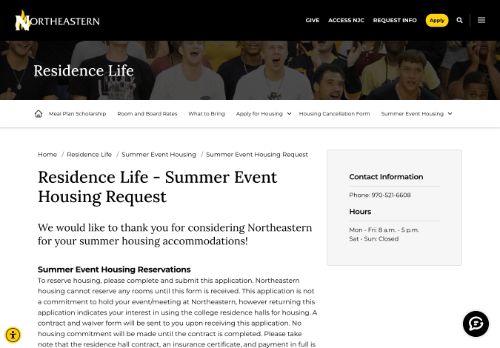 NORTHEASTERN
GIVE ACCESS NJC REQUEST INFO Apply
Residence Life
Meal Plan Scholarship Room and Board Rates What to Bring Apply for Housing Housing Cancellation Form Summer Event Housing
Home / Residence Life / Summer Event Housing / Summer Event Housing Request
Residence Life - Summer Event
Housing Request
We would like to thank you for considering Northeastern
for your summer housing accommodations!
Summer Event Housing Reservations
To reserve housing, please complete and submit this application. Northeastern
housing cannot reserve any rooms until this form is received. This application is not
a commitment to hold your event/meeting at Northeastern, however returning this
application indicates your interest in using the college residence halls for housing. A
contract and waiver form will be sent to you upon receiving this application. No
housing commitment will be made until the contract is completed. Please take
note that the residence hall contract, an insurance certificate, and payment in full is
Contact Information
Phone: 970-521-6608
Hours
Mon - Fri: 8 a.m. - 5 p.m.
Sat - Sun: Closed